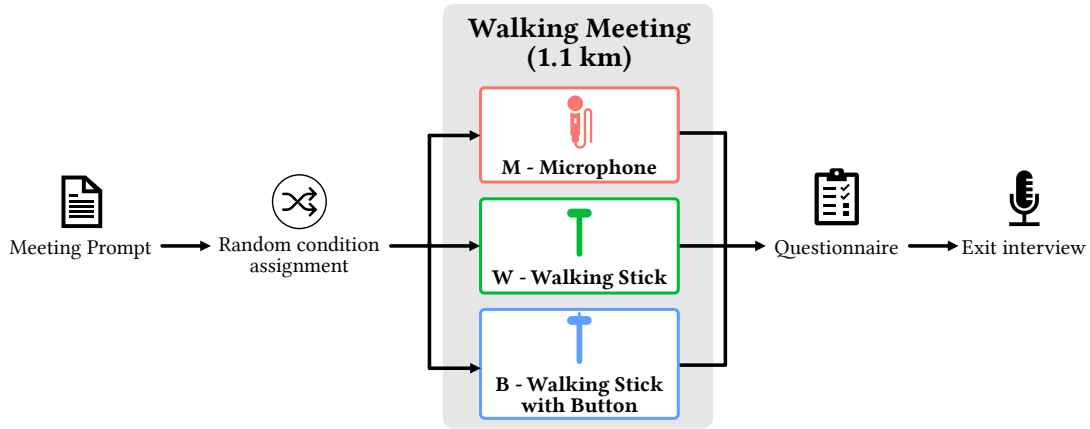 Walking Meeting
(1.1 km)
M - Microphone
Meeting Prompt
Random condition
assignment
W - Walking Stick
Questionnaire
Exit interview
B - Walking Stick
with Button